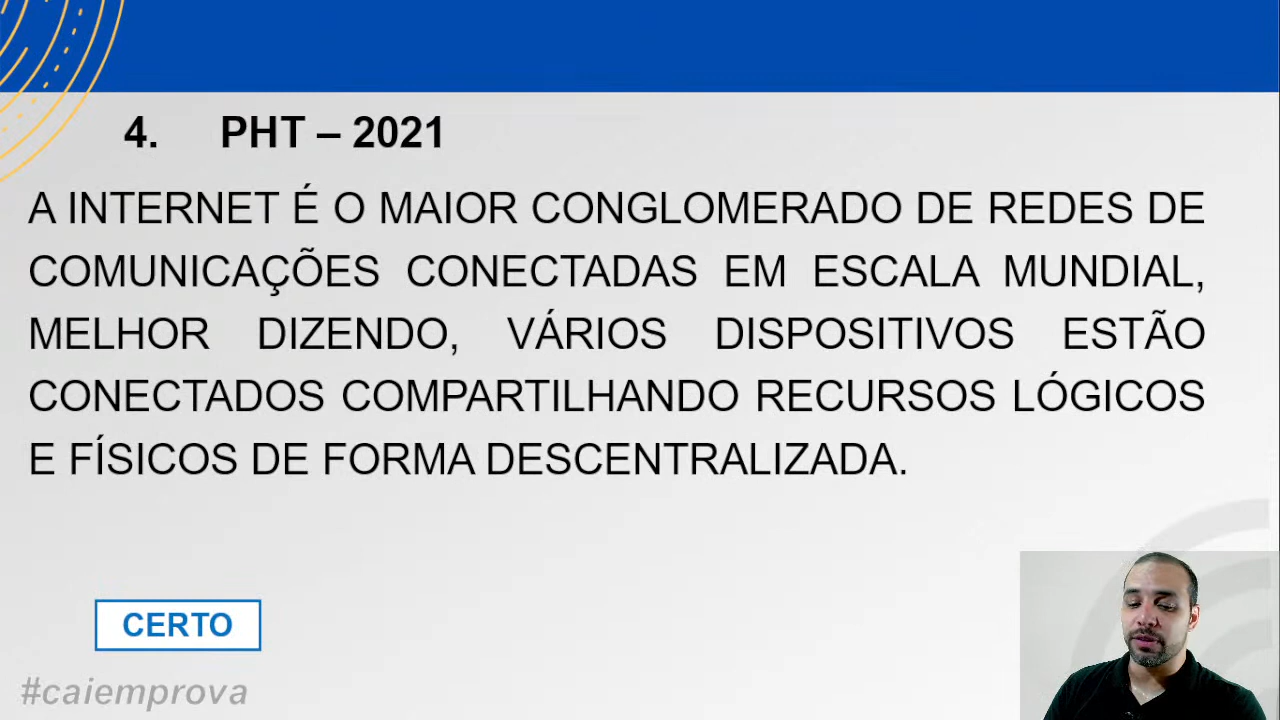 4. PHT – 2021
A INTERNET É O MAIOR CONGLOMERADO DE REDES DE
COMUNICAÇÕES CONECTADAS EM ESCALA MUNDIAL,
MELHOR DIZENDO, VÁRIOS DISPOSITIVOS ESTÃO
CONECTADOS COMPARTILHANDO RECURSOS LÓGICOS
E FÍSICOS DE FORMA DESCENTRALIZADA.
CERTO
#caiemprova